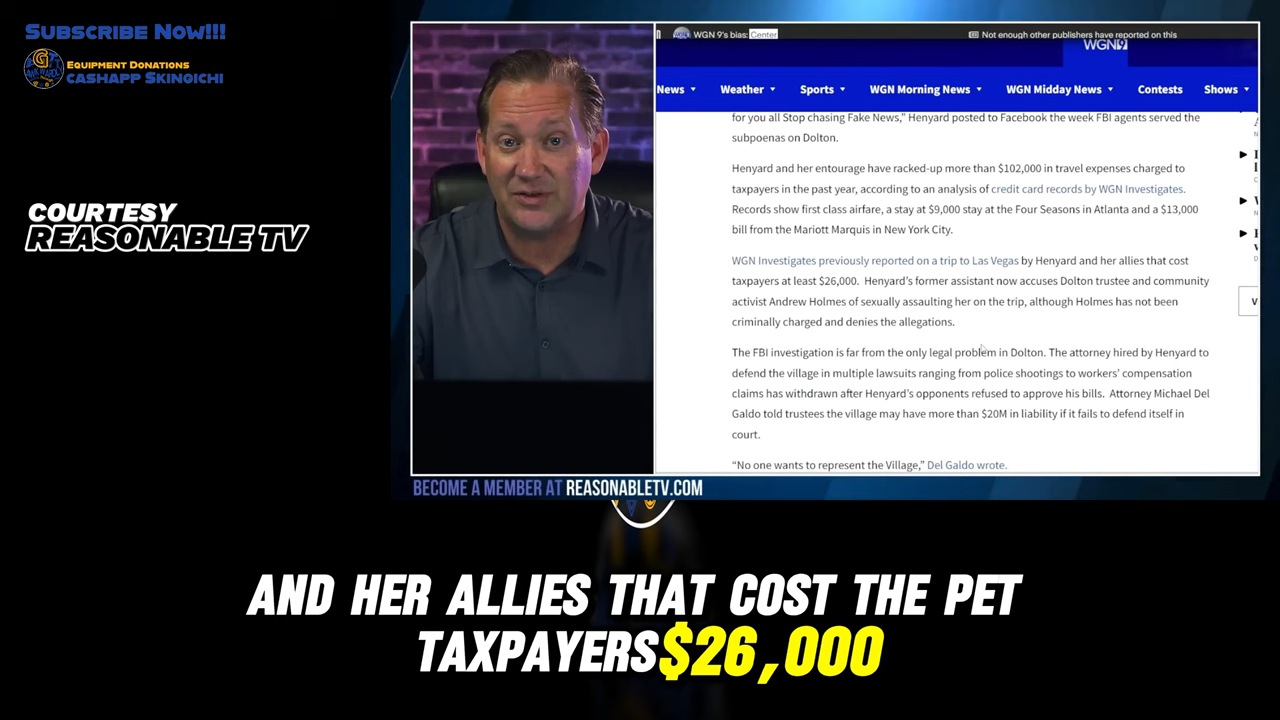 Subscribe Now!!!
Equipment Donations
CASHAPP SKINOICHI
COURTESY
REASONABLE TV
WGN 9's bias: Center
Not enough other publishers have reported on this
WGN9
News
Weather
Sports
WGN Morning News
WGN Midday News
Contests
Shows
for you all Stop chasing Fake News,” Henyard posted to Facebook the week FBI agents served the
subpoenas on Dolton.
Henyard and her entourage have racked-up more than $102,000 in travel expenses charged to
taxpayers in the past year, according to an analysis of credit card records by WGN Investigates.
Records show first class airfare, a stay at $9,000 stay at the Four Seasons in Atlanta and a $13,000
bill from the Mariott Marquis in New York City.
WGN Investigates previously reported on a trip to Las Vegas by Henyard and her allies that cost
taxpayers at least $26,000. Henyard’s former assistant now accuses Dolton trustee and community
activist Andrew Holmes of sexually assaulting her on the trip, although Holmes has not been
criminally charged and denies the allegations.
The FBI investigation is far from the only legal problem in Dolton. The attorney hired by Henyard to
defend the village in multiple lawsuits ranging from police shootings to workers’ compensation
claims has withdrawn after Henyard’s opponents refused to approve his bills. Attorney Michael Del
Galdo told trustees the village may have more than $20M in liability if it fails to defend itself in
court.
“No one wants to represent the Village,” Del Galdo wrote.
BECOME A MEMBER AT REASONABLETV.COM
AND HER ALLIES THAT COST THE PET
TAXPAYERS $26,000